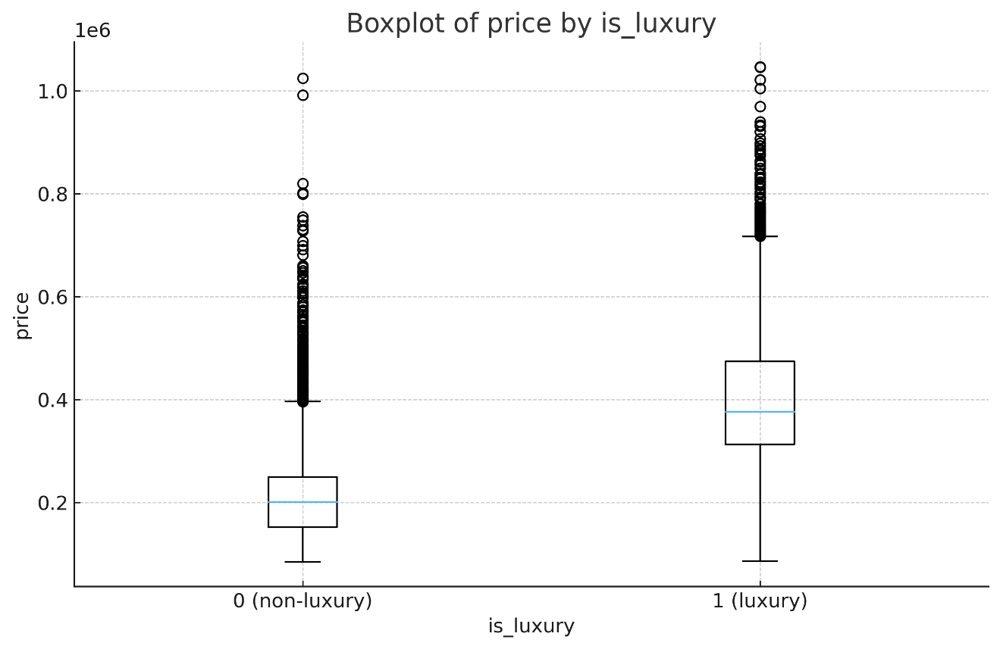 Boxplot of price by is_luxury
1e6
1.0
0.8
0.6
0.4
0.2
price
0 (non-luxury)
1 (luxury)
is_luxury